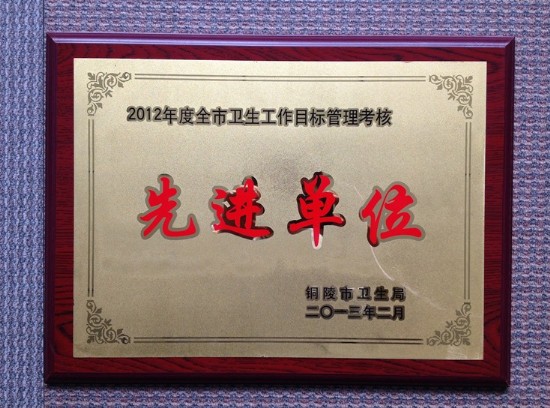 2012年度全市卫生工作目标管理考核
先进单位
铜陵市卫生局
二〇一三年二月